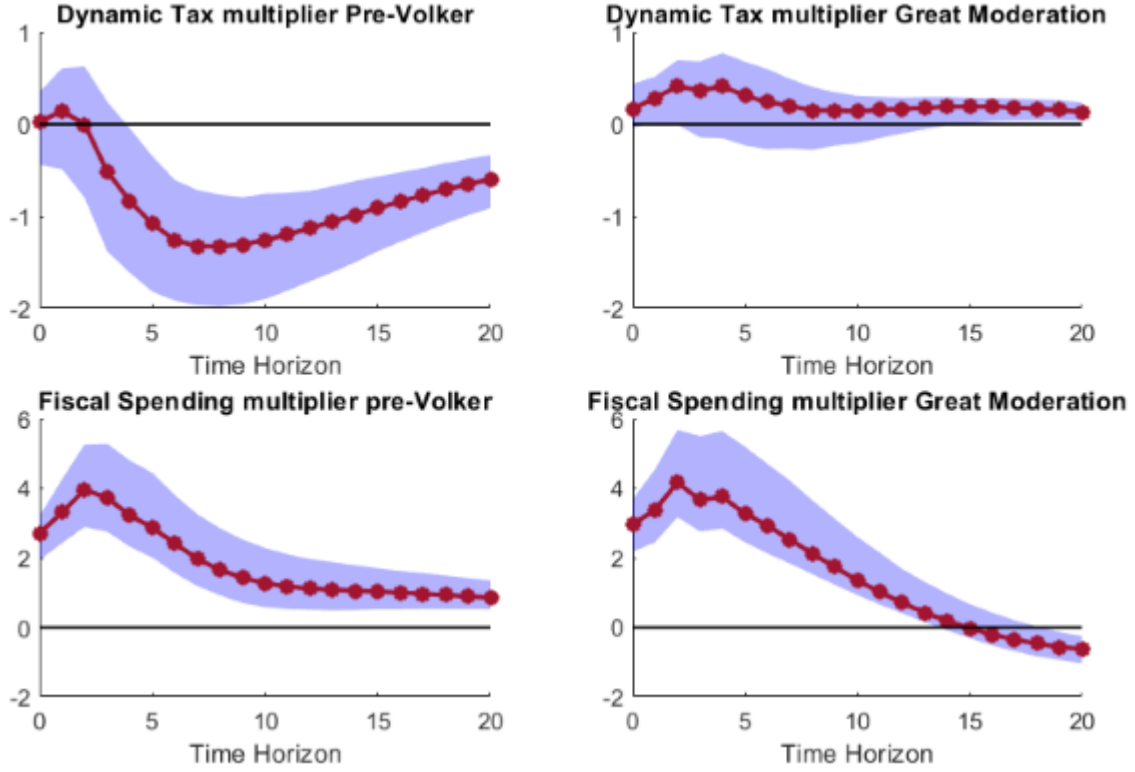 Dynamic Tax multiplier Pre-Volker
1
0
-1
-2
0 5 10 15 20
Time Horizon
Dynamic Tax multiplier Great Moderation
1
0
-1
-2
0 5 10 15 20
Time Horizon
Fiscal Spending multiplier pre-Volker
6
4
2
0
-2
0 5 10 15 20
Time Horizon
Fiscal Spending multiplier Great Moderation
6
4
2
0
-2
0 5 10 15 20
Time Horizon